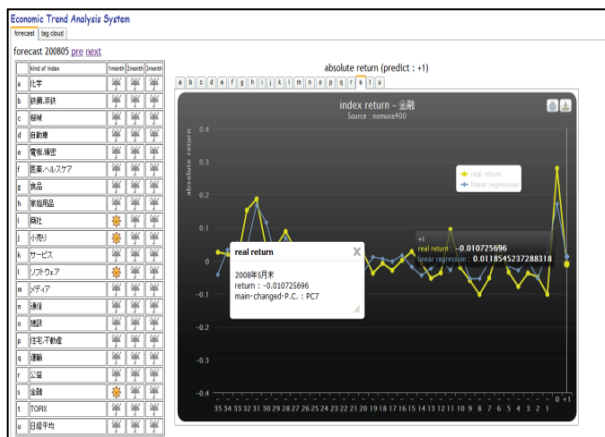 Economic Trend Analysis System
forecast tag cloud
forecast 200805 pre next
kind of index 1month 2month 3month
a 化学
b 鉄鋼.非鉄
c 機械
d 自動車
e 電機.精密
f 医薬.ヘルスケア
g 食品
h 家庭用品
i 商社
j 小売り
k サービス
l ソフトウェア
m メディア
n 通信
o 建設
p 住宅.不動産
q 運輸
r 公益
s 金融
t TOPIX
u 日経平均
absolute return (predict : +1)
a b c d e f g h i j k l m n o p q r s t u
index return - 金融
Source : nomura400
absolute return
0.4
0.3
0.2
0.1
0
-0.1
-0.2
-0.3
-0.4
real return
linear regression
+1
real return : -0.010725696
linear regression : 0.0118545237288318
real return X
2008年5月末
return : -0.010725696
main-changed-P.C. : PC7
35 34 33 32 31 30 29 28 27 26 25 24 23 22 21 20 19 18 17 16 15 14 13 12 11 10 9 8 7 6 5 4 3 2 1 0 +1